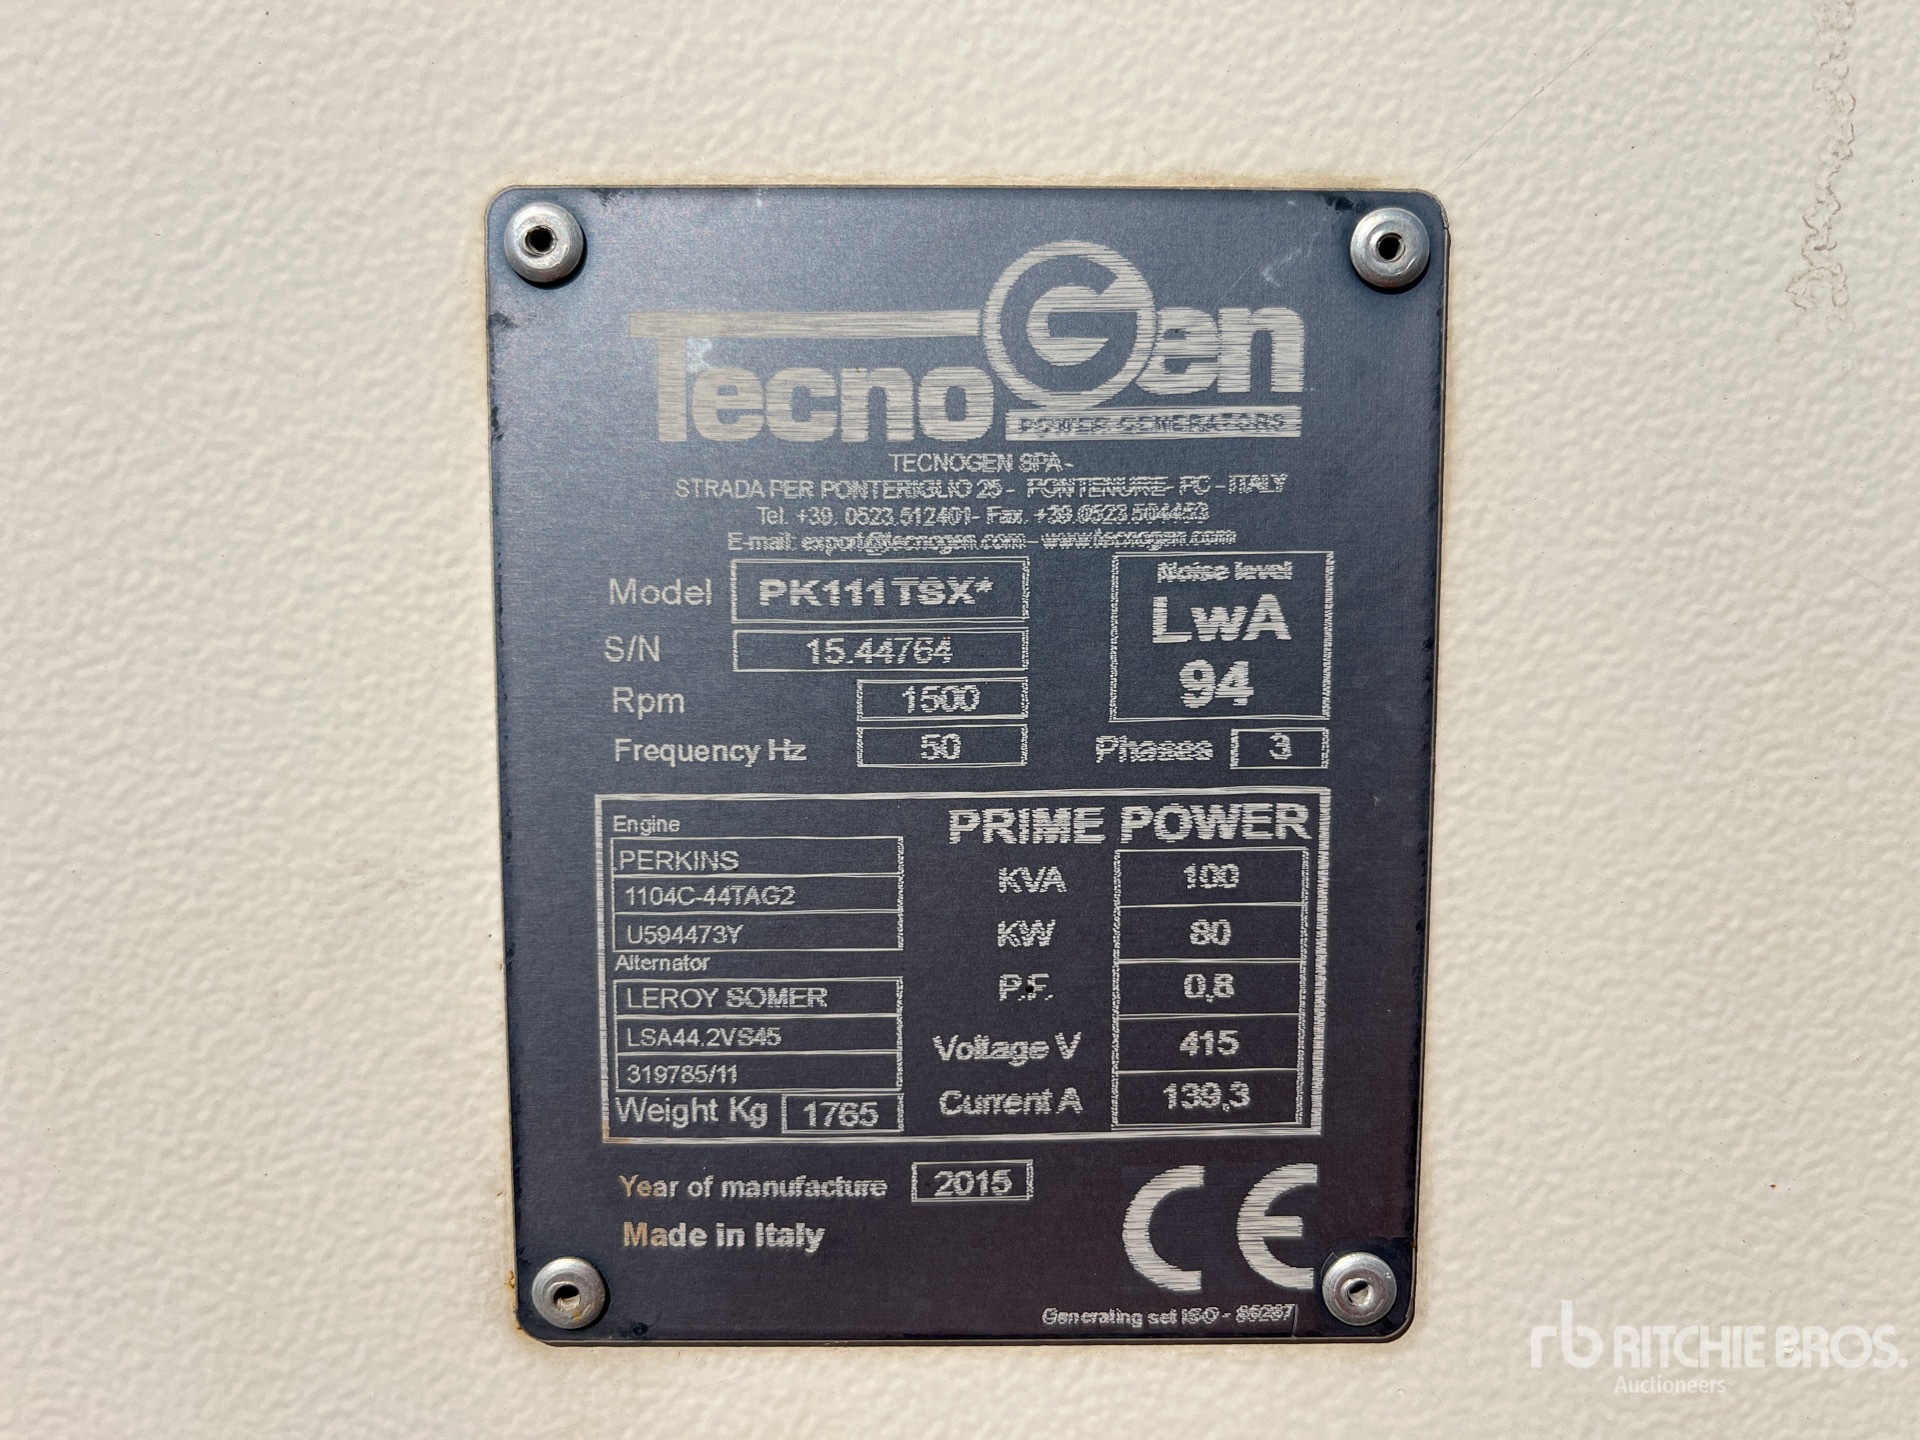 TecnoGen
POWER GENERATORS
TECNOGEN SPA-
STRADA PER PONTERIGLIO 25 - PONTENURE- PC - ITALY
Tel. +39. 0523.512401- Fax. +39.0523.504453
E-mail: export@tecnogen.com - www.tecnogen.com
Model PK111TSX*
S/N 15.44764
Rpm 1500
Frequency Hz 50
Noise level
LwA
94
Phases 3
Engine
PERKINS
1104C-44TAG2
U594473Y
Alternator
LEROY SOMER
LSA44.2VS45
319785/11
Weight Kg 1765
PRIME POWER
KVA 100
KW 80
P.F. 0,8
Voltage V 415
Current A 139,3
Year of manufacture 2015
Made in Italy
CE
Generating set ISO - 85287
rb RITCHIE BROS.
Auctioneers